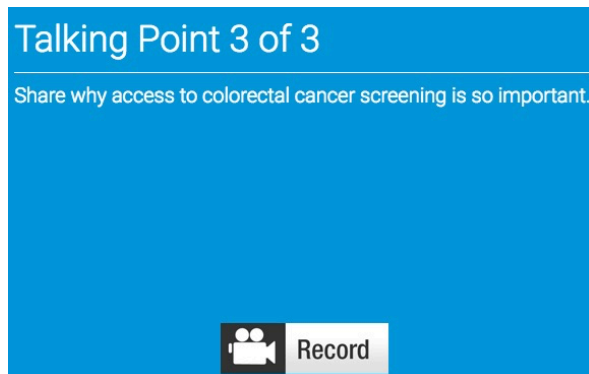 Talking Point 3 of 3
Share why access to colorectal cancer screening is so important.
Record